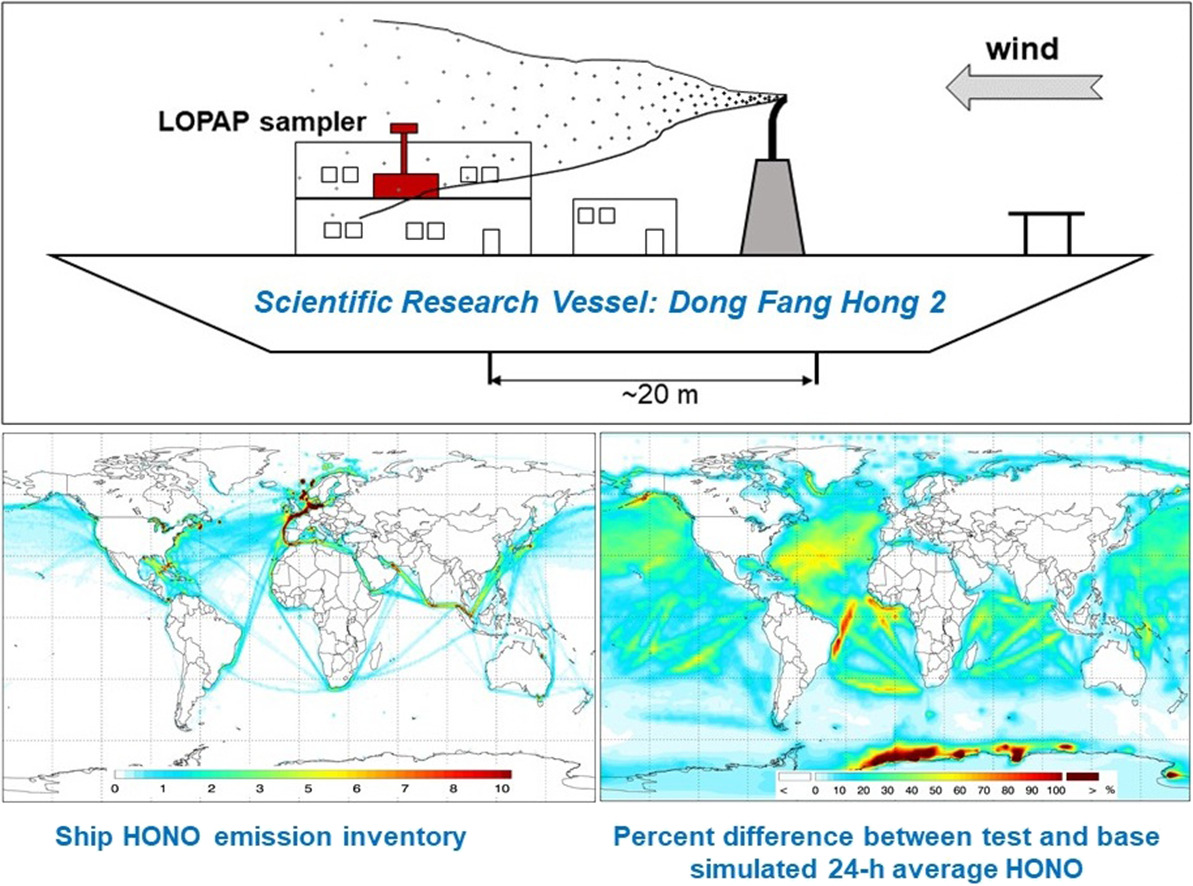 wind
LOPAP sampler
Scientific Research Vessel: Dong Fang Hong 2
~20 m
0 1 2 3 4 5 6 7 8 10
< 0 10 20 30 40 50 60 70 80 90 100 > %
Ship HONO emission inventory
Percent difference between test and base
simulated 24-h average HONO